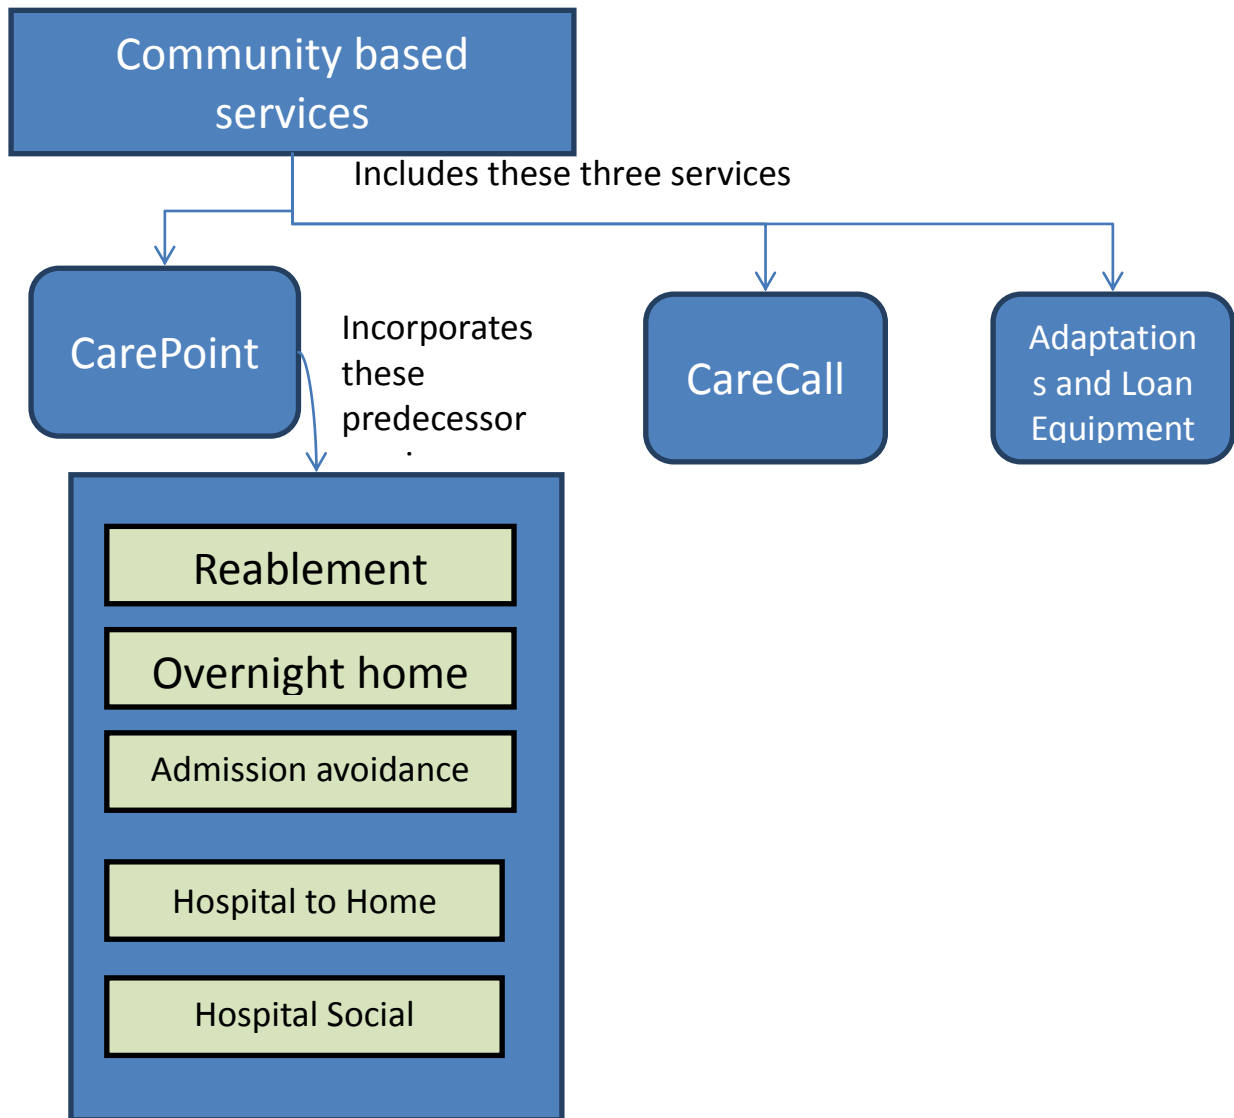 Community based
services
Includes these three services
CarePoint
Incorporates
these
predecessor
CareCall
Adaptation
s and Loan
Equipment
Reablement
Overnight home
Admission avoidance
Hospital to Home
Hospital Social